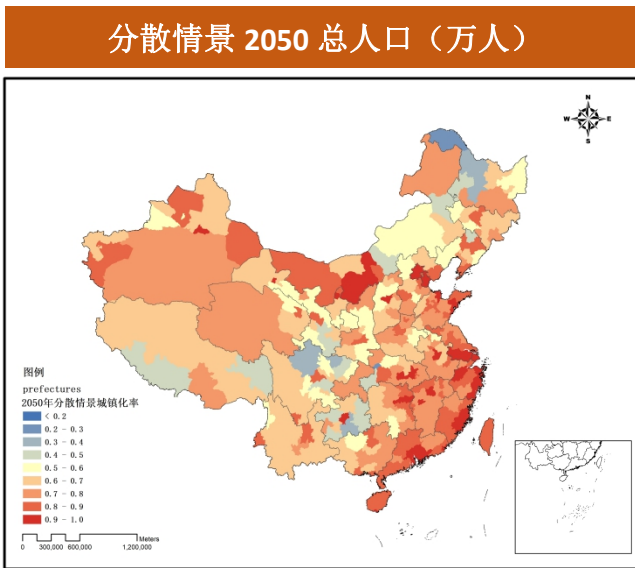 分散情景 2050 总人口（万人）
N
W
E
S
图例
prefectures
2050年分散情景城镇化率
< 0.2
0.2 - 0.3
0.3 - 0.4
0.4 - 0.5
0.5 - 0.6
0.6 - 0.7
0.7 - 0.8
0.8 - 0.9
0.9 - 1.0
Meters
0 300,000 600,000 1,200,000